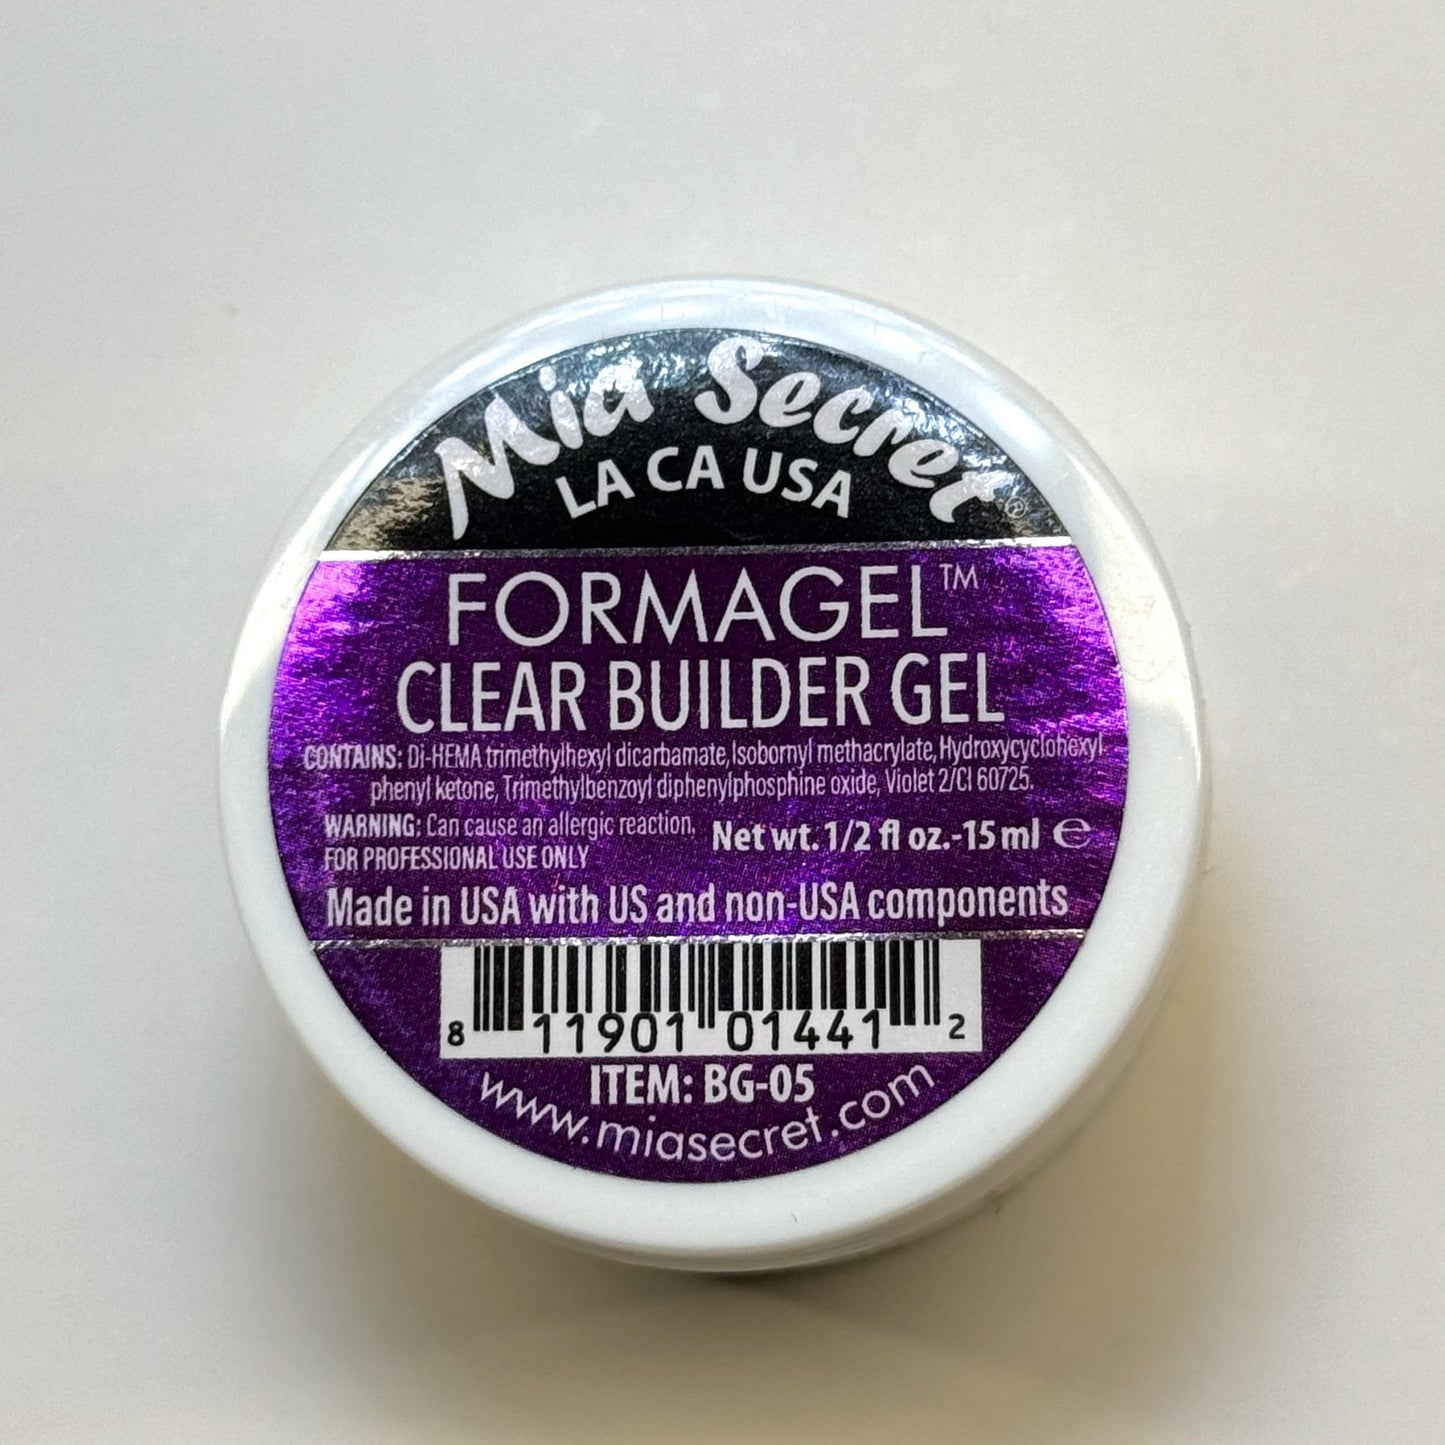 Mia Secret®
LA CA USA
FORMAGEL™
CLEAR BUILDER GEL
CONTAINS: Di-HEMA trimethylhexyl dicarbamate, Isobornyl methacrylate, Hydroxycyclohexyl
phenyl ketone, Trimethylbenzoyl diphenylphosphine oxide, Violet 2/CI 60725.
WARNING: Can cause an allergic reaction.
FOR PROFESSIONAL USE ONLY
Net wt. 1/2 fl oz.-15 ml ℮
Made in USA with US and non-USA components
8 11901 01441 2
ITEM: BG-05
www.miasecret.com